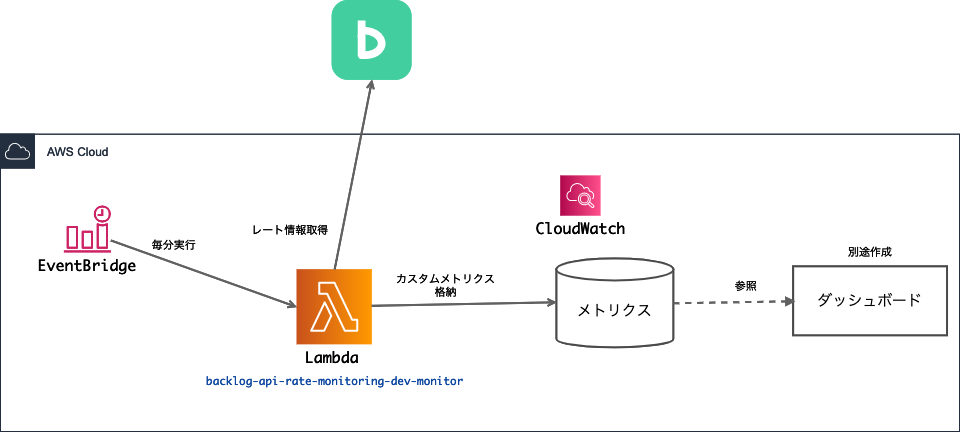 b
AWS Cloud
EventBridge
毎分実行
レート情報取得
Lambda
backlog-api-rate-monitoring-dev-monitor
カスタムメトリクス
格納
CloudWatch
メトリクス
参照
別途作成
ダッシュボード